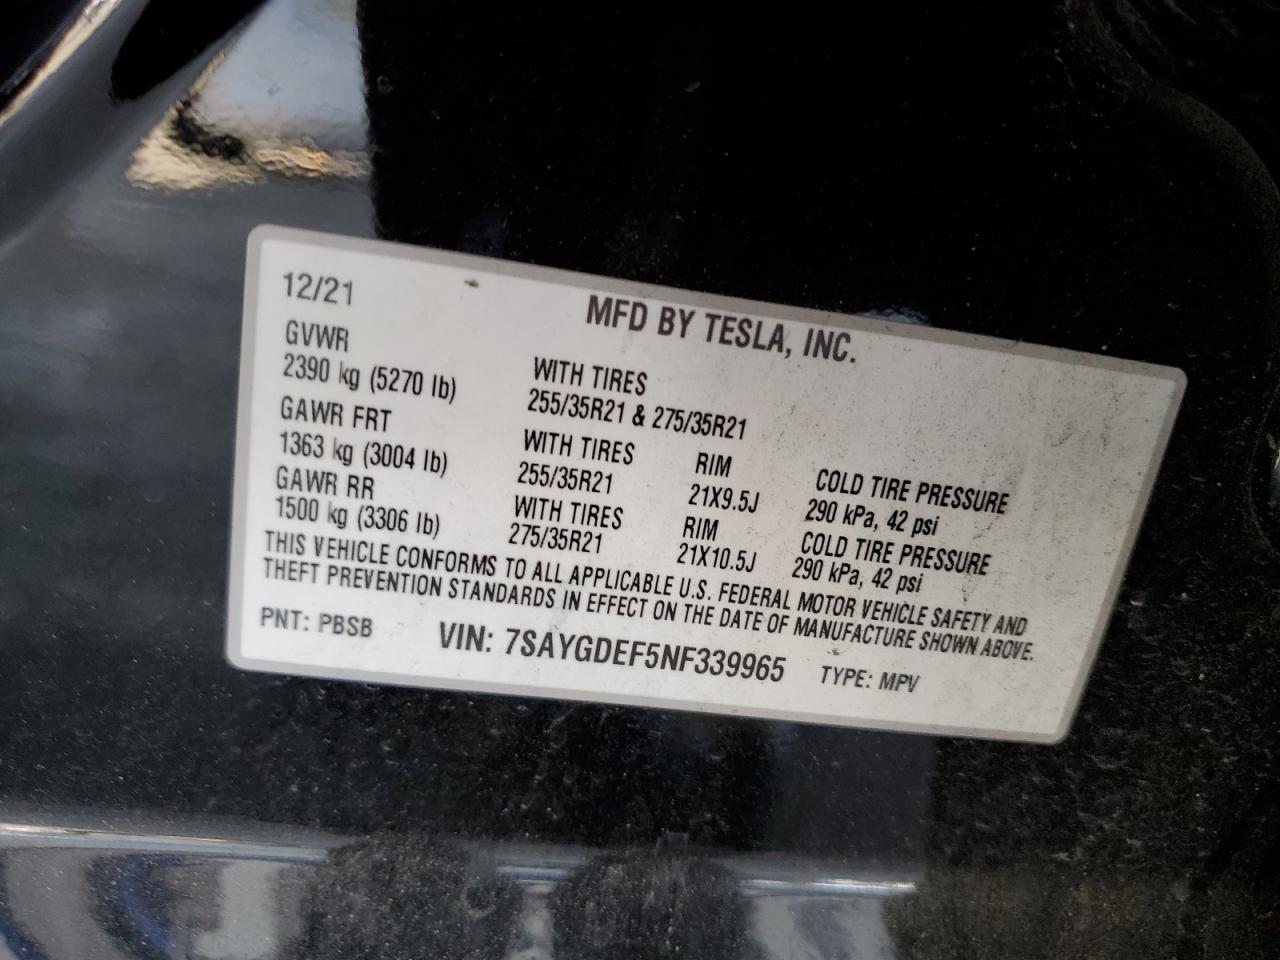 12/21
MFD BY TESLA, INC.
GVWR
2390 kg (5270 lb)
WITH TIRES
255/35R21 & 275/35R21
GAWR FRT
1363 kg (3004 lb)
WITH TIRES
255/35R21
RIM
21X9.5J
COLD TIRE PRESSURE
290 kPa, 42 psi
GAWR RR
1500 kg (3306 lb)
WITH TIRES
275/35R21
RIM
21X10.5J
COLD TIRE PRESSURE
290 kPa, 42 psi
THIS VEHICLE CONFORMS TO ALL APPLICABLE U.S. FEDERAL MOTOR VEHICLE SAFETY AND
THEFT PREVENTION STANDARDS IN EFFECT ON THE DATE OF MANUFACTURE SHOWN ABOVE.
PNT: PBSB
VIN: 7SAYGDEF5NF339965
TYPE: MPV